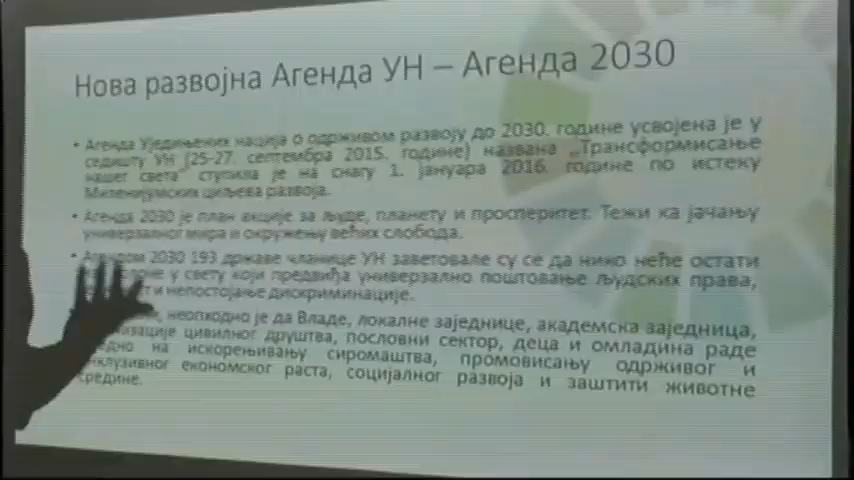 Нова развојна Агенда УН – Агенда 2030
• Агенда Уједињених нација о одрживом развоју до 2030. године усвојена је у
седишту УН (25-27. септембра 2015. године) названа „Трансформисање
нашег света“ ступила је на снагу 1. јануара 2016. године по истеку
Миленијумских циљева развоја.
• Агенда 2030 је план акције за људе, планету и просперитет. Тежи ка јачању
универзалног мира и окружењу већих слобода.
• Агендом 2030 193 државе чланице УН заветовале су се да нико неће остати
у свету који предвиђа универзално поштовање људских права,
и непостојање дискриминације.
неопходно је да Владе, локалне заједнице, академска заједница,
цивилног друштва, пословни сектор, деца и омладина раде
на искорењивању сиромаштва, промовисању одрживог и
инклузивног економског раста, социјалног развоја и заштити животне
средине.